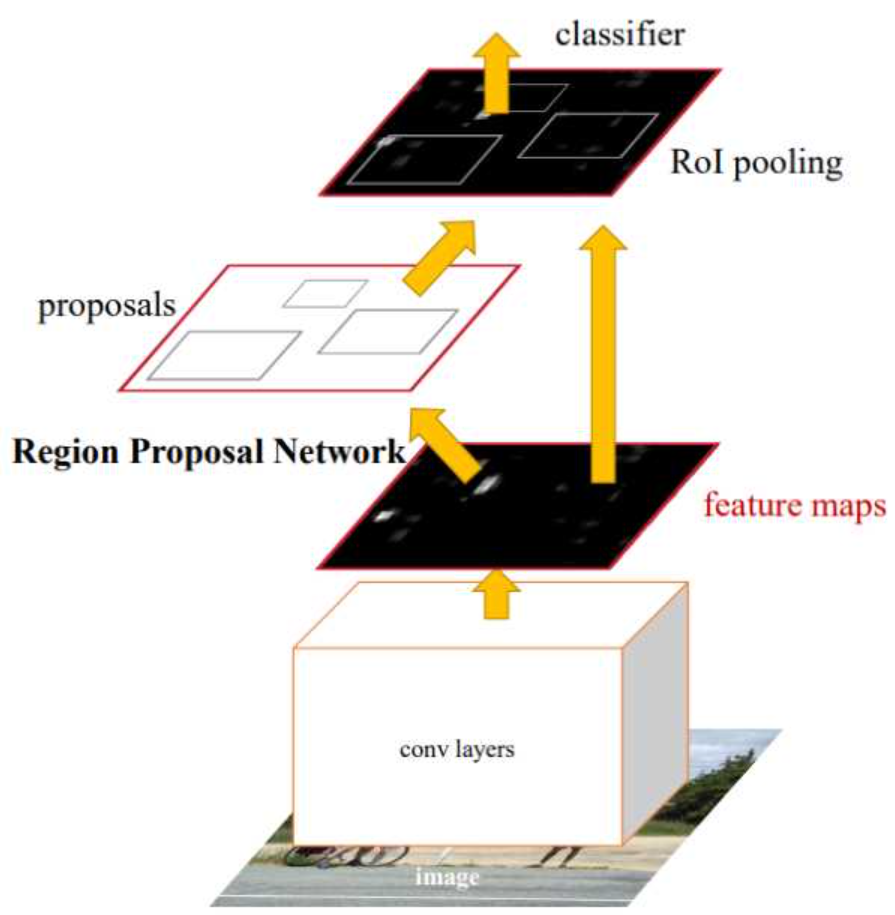 classifier
RoI pooling
proposals
Region Proposal Network
feature maps
conv layers
image